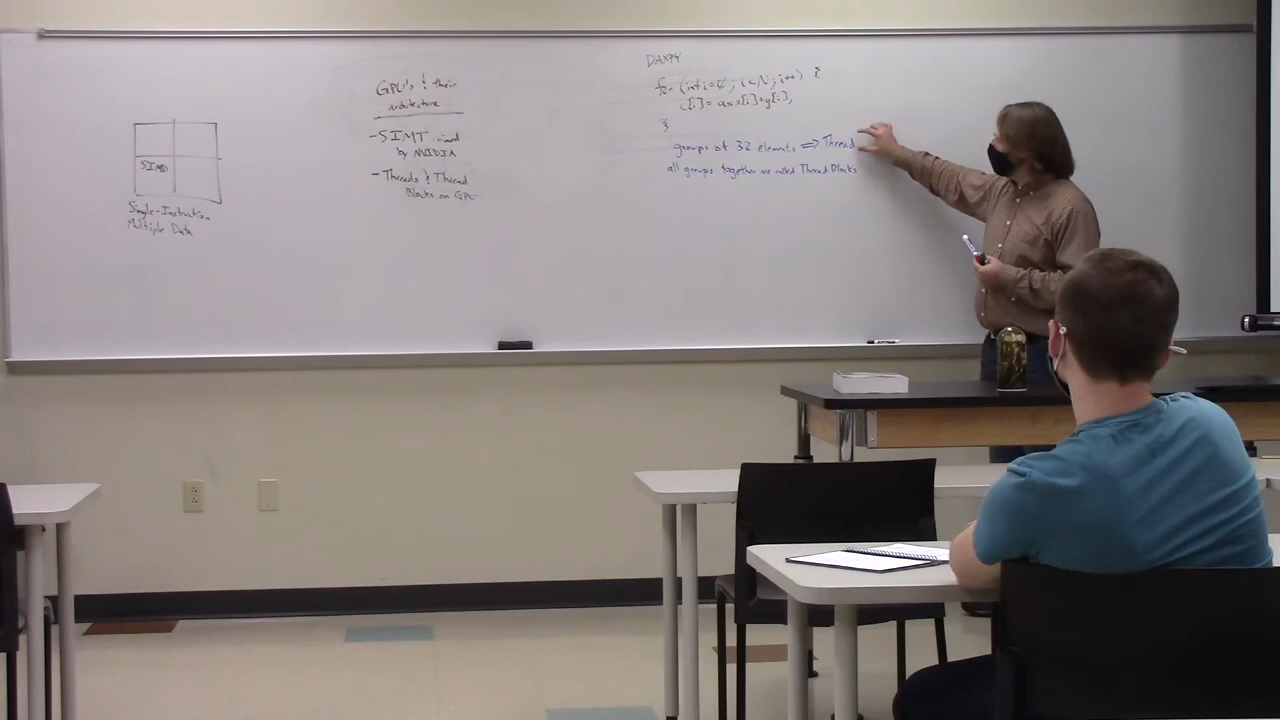 SIMD
Single-Instruction
Multiple Data
GPU's & their
architecture
-SIMT coined
by NVIDIA
-Threads & Thread
Blocks on GPU
DAXPY
for (int i=0; i<N; i++) {
c[i]= a*x[i]+y[i];
}
groups of 32 elements => Thread
all groups together are called Thread Blocks